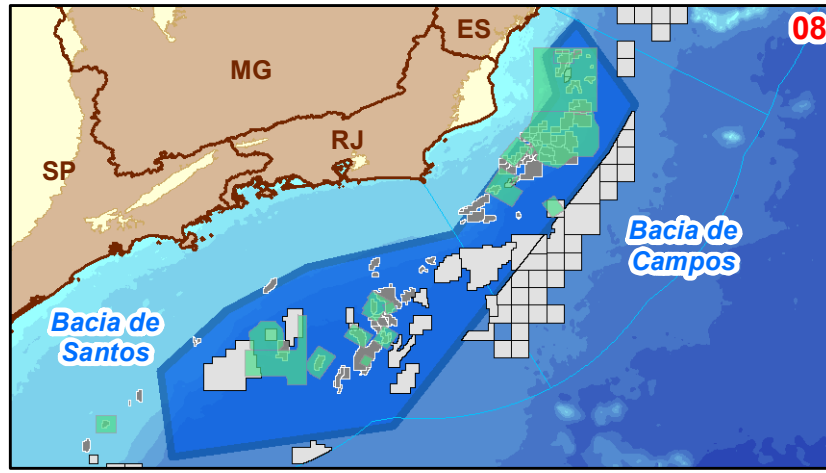 08
ES
MG
RJ
SP
Bacia de
Campos
Bacia de
Santos